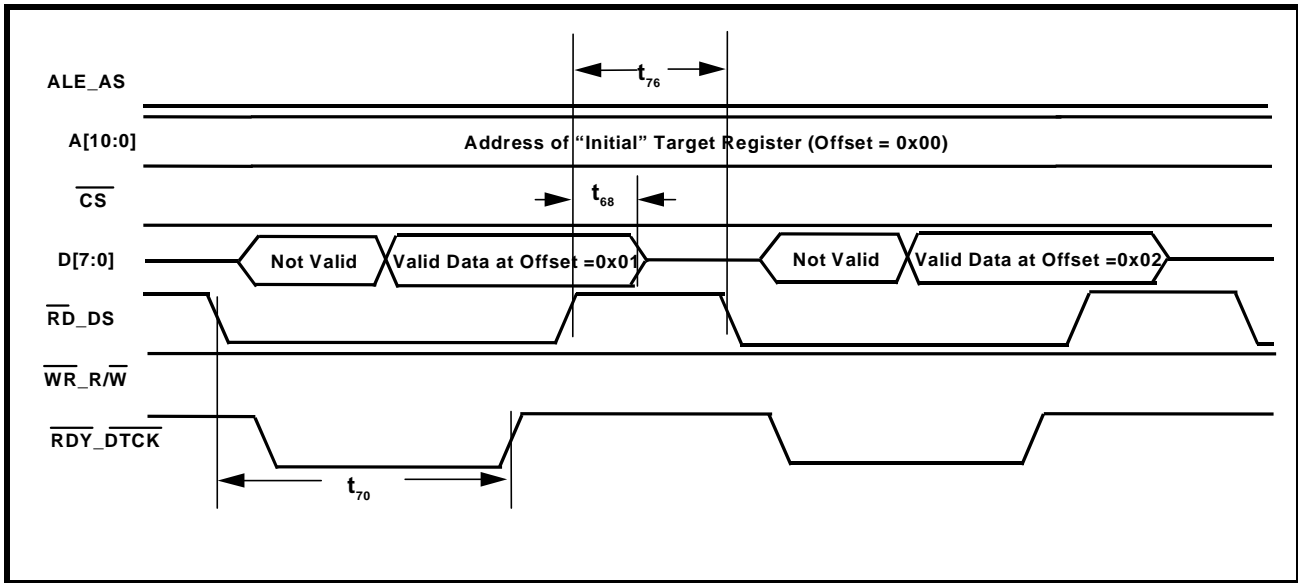 t76
ALE_AS
A[10:0]
Address of “Initial” Target Register (Offset = 0x00)
CS
t68
D[7:0]
Not Valid
Valid Data at Offset =0x01
Not Valid
Valid Data at Offset =0x02
RD_DS
WR_R/W
RDY_DTCK
t70